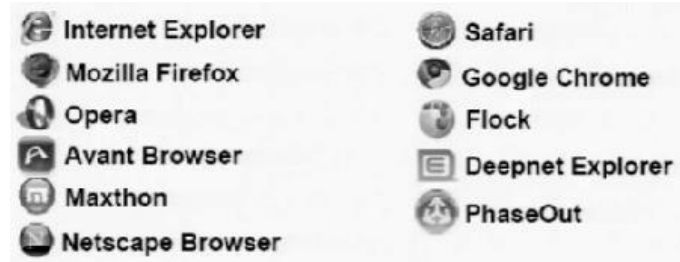 Internet Explorer
Mozilla Firefox
Opera
Avant Browser
Maxthon
Netscape Browser
Safari
Google Chrome
Flock
Deepnet Explorer
PhaseOut